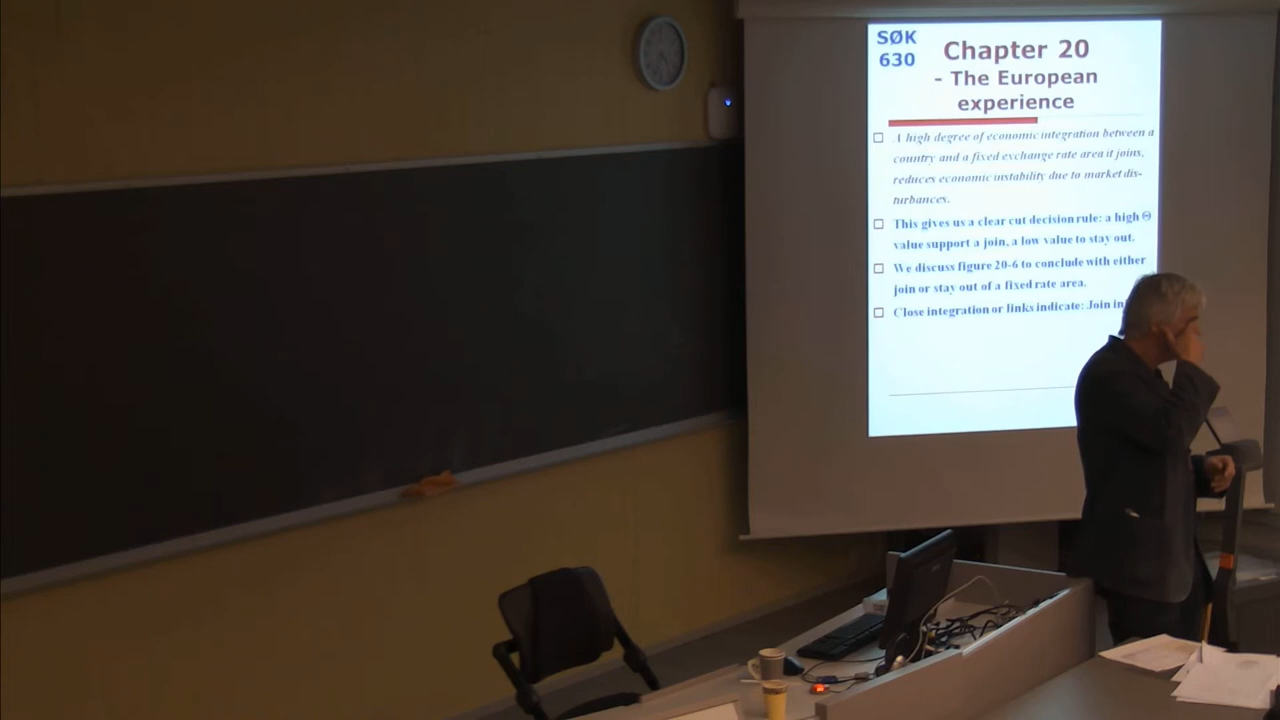 SØK
630
Chapter 20
- The European
experience
A high degree of economic integration between a
country and a fixed exchange rate area it joins,
reduces economic instability due to market dis-
turbances.
This gives us a clear cut decision rule: a high Θ
value support a join, a low value to stay out.
We discuss figure 20-6 to conclude with either
join or stay out of a fixed rate area.
Close integration or links indicate: Join in